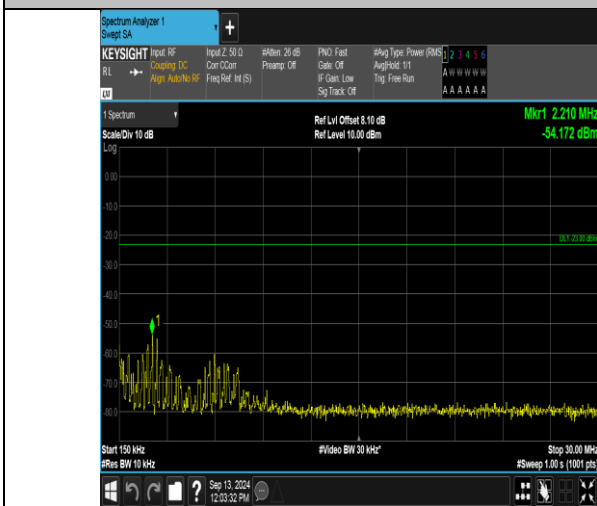 Spectrum Analyzer 1
Swept SA
+
KEYSIGHT Input: RF Input Z: 50 Ω #Atten: 26 dB PNO: Fast #Avg Type: Power (RMS 1 2 3 4 5 6
RL Coupling: DC Corr CCorr Preamp: Off Gate: Off Avg|Hold: 1/1 A W W W W W
Align: Auto/No RF Freq Ref: Int (S) IF Gain: Low Trig: Free Run
Sig Track: Off A A A A A A
LXI
1 Spectrum Ref Lvl Offset 8.10 dB Mkr1 2.210 MHz
Scale/Div 10 dB Ref Level 10.00 dBm -54.172 dBm
Log
0.00
-10.0
-20.0
DL1 -23.00 dBm
-30.0
-40.0
1
-50.0
-60.0
-70.0
-80.0
Start 150 kHz #Video BW 30 kHz* Stop 30.00 MHz
#Res BW 10 kHz #Sweep 1.00 s (1001 pts)
? Sep 13, 2024
12:03:32 PM